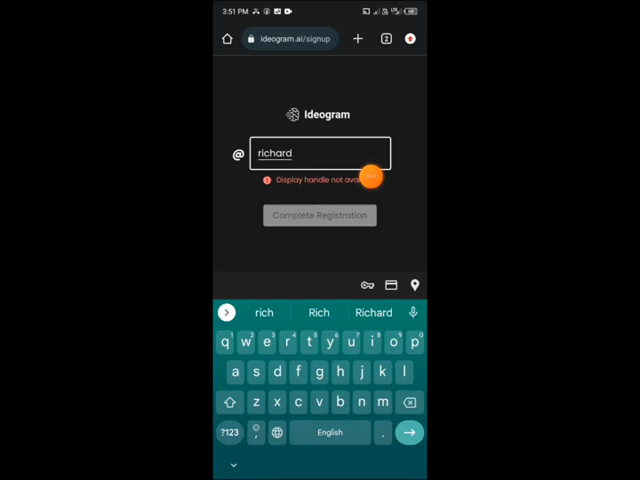 3:51 PM
ideogram.ai/signup
2
Ideogram
@ richard
Display handle not
Complete Registration
rich Rich Richard
q w e r t y u i o p
a s d f g h j k l
z x c v b n m
?123 , English .